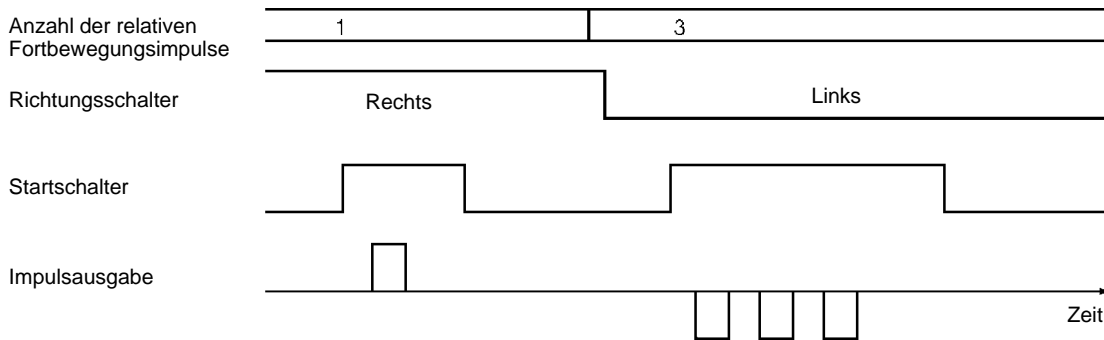 Anzahl der relativen
Fortbewegungsimpulse
1
3
Richtungsschalter
Rechts
Links
Startschalter
Impulsausgabe
Zeit